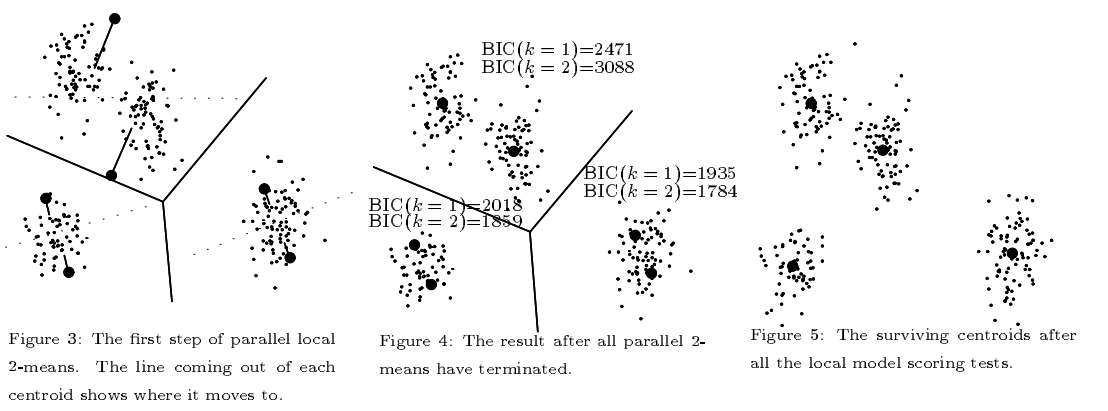 BIC(k = 1)=2471
BIC(k = 2)=3088
BIC(k = 1)=1935
BIC(k = 2)=1784
BIC(k = 1)=2018
BIC(k = 2)=1859
Figure 3: The first step of parallel local
2-means. The line coming out of each
centroid shows where it moves to.
Figure 4: The result after all parallel 2-
means have terminated.
Figure 5: The surviving centroids after
all the local model scoring tests.